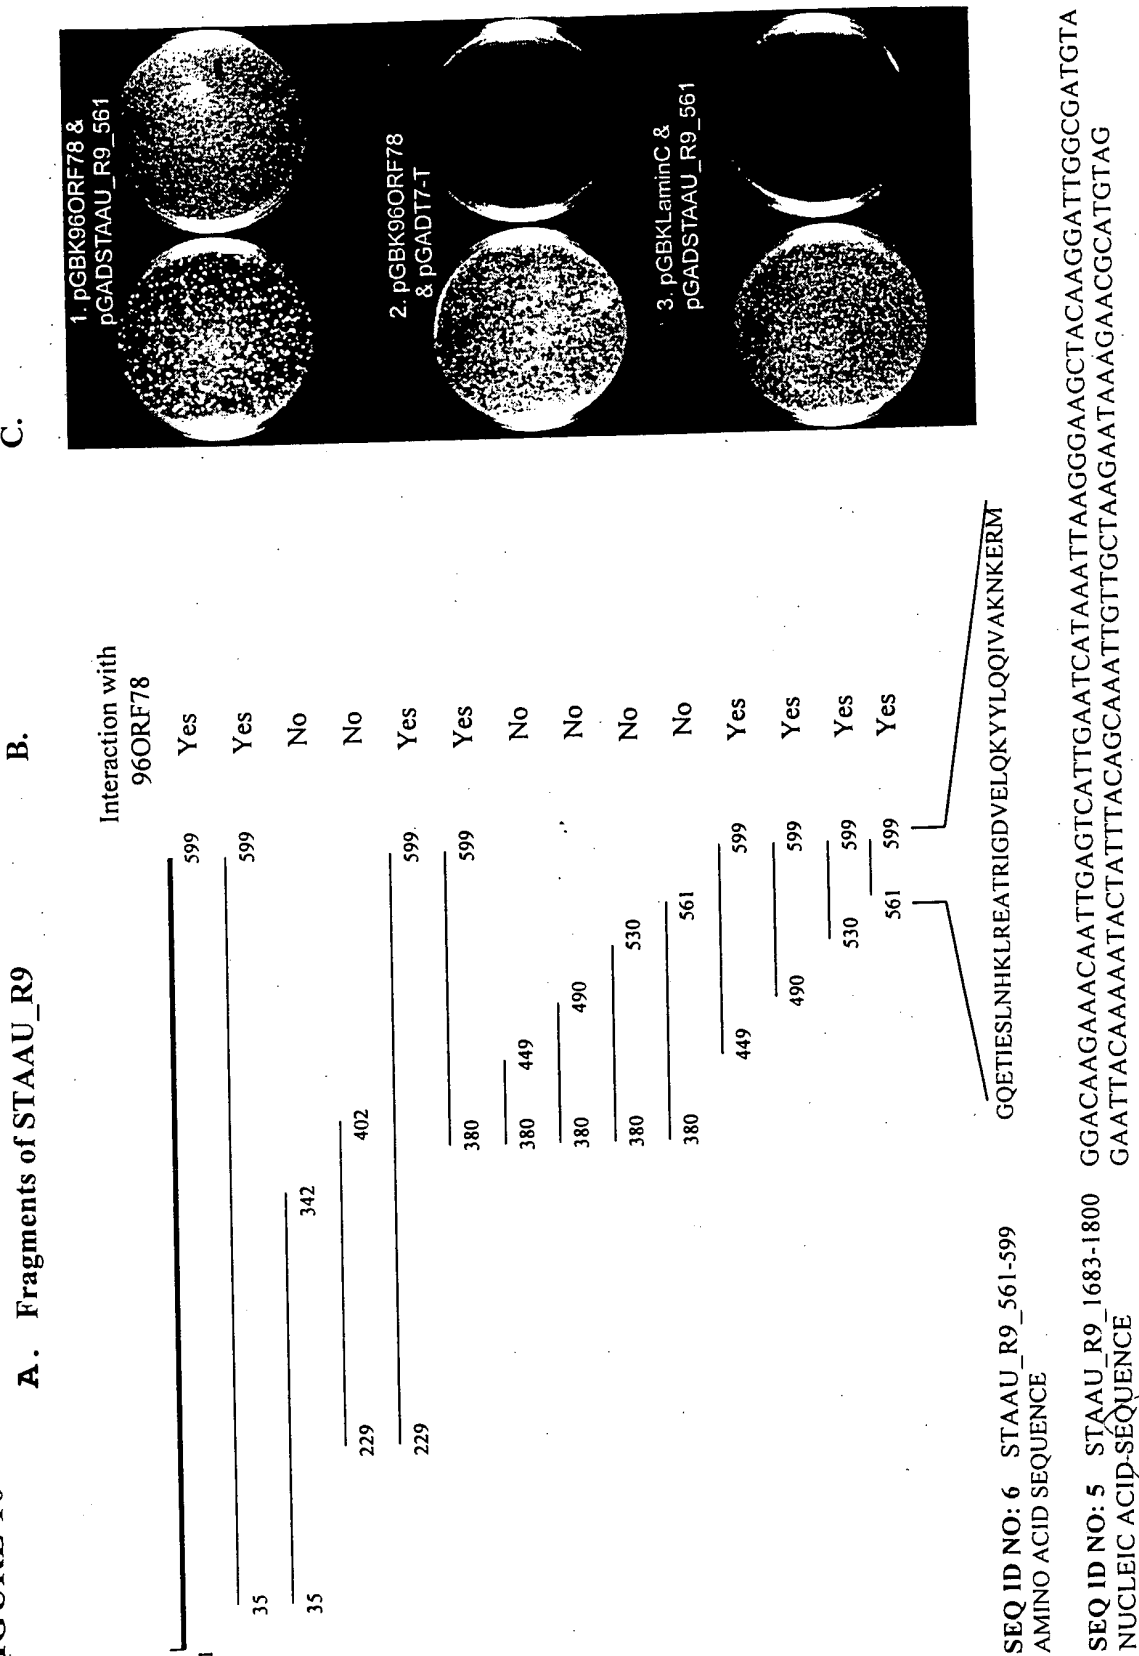 A. Fragments of STAAU_R9
B.
C.
Interaction with
96ORF78
599 Yes
35 599 Yes
35 342 No
229 402 No
229 599 Yes
380 599 Yes
380 449 No
380 490 No
380 530 No
380 561 No
449 599 Yes
490 599 Yes
530 599 Yes
561 599 Yes
1. pGBK96ORF78 &
pGADSTAAU_R9_561
2. pGBK96ORF78
& pGADT7-T
3. pGBKLaminC &
pGADSTAAU_R9_561
GQETIESLNHKLREATRIGDVELQKYYLQQIVAKNKERM
SEQ ID NO: 6 STAAU_R9_561-599
AMINO ACID SEQUENCE
SEQ ID NO: 5 STAAU_R9_1683-1800 GGACAAGAAACAATTGAGTCATTGAATCATAAATTAAGGGAAGCTACAAGGATTGGCGATGTA
NUCLEIC ACID-SEQUENCE GAATTACAAAAATACTATTTACAGCAAATTGTTGCTAAGAATAAAGAACGCATGTAG